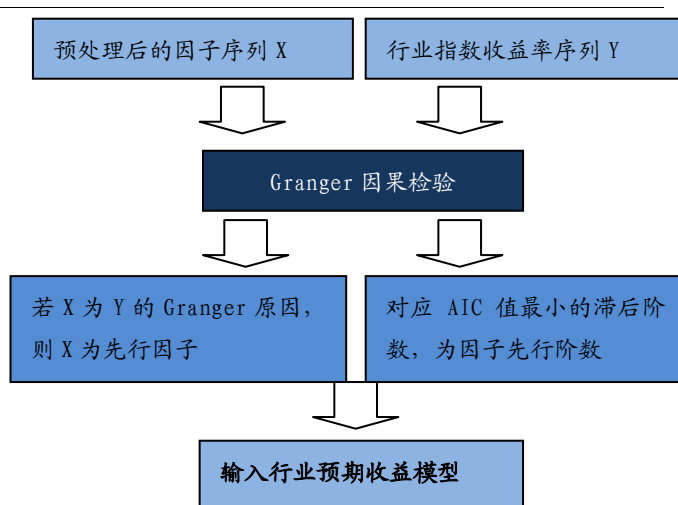 预处理后的因子序列 X
行业指数收益率序列 Y
Granger 因果检验
若 X 为 Y 的 Granger 原因,
则 X 为先行因子
对应 AIC 值最小的滞后阶
数, 为因子先行阶数
输入行业预期收益模型